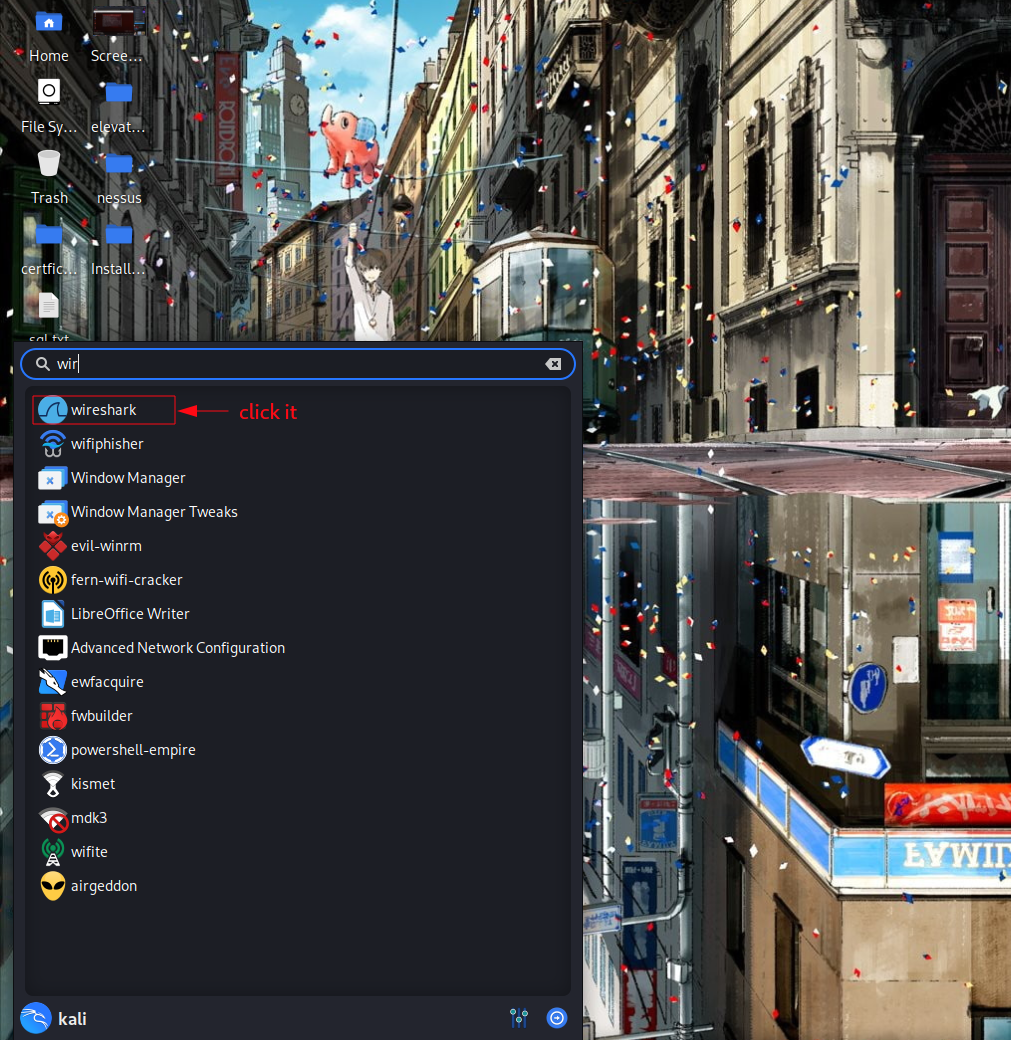 Home
Scree...
File Sy...
elevat...
Trash
nessus
certfic...
Install...
sql.txt
wir
wireshark
click it
wifiphisher
Window Manager
Window Manager Tweaks
evil-winrm
fern-wifi-cracker
LibreOffice Writer
Advanced Network Configuration
ewfacquire
fwbuilder
powershell-empire
kismet
mdk3
wifite
airgeddon
kali